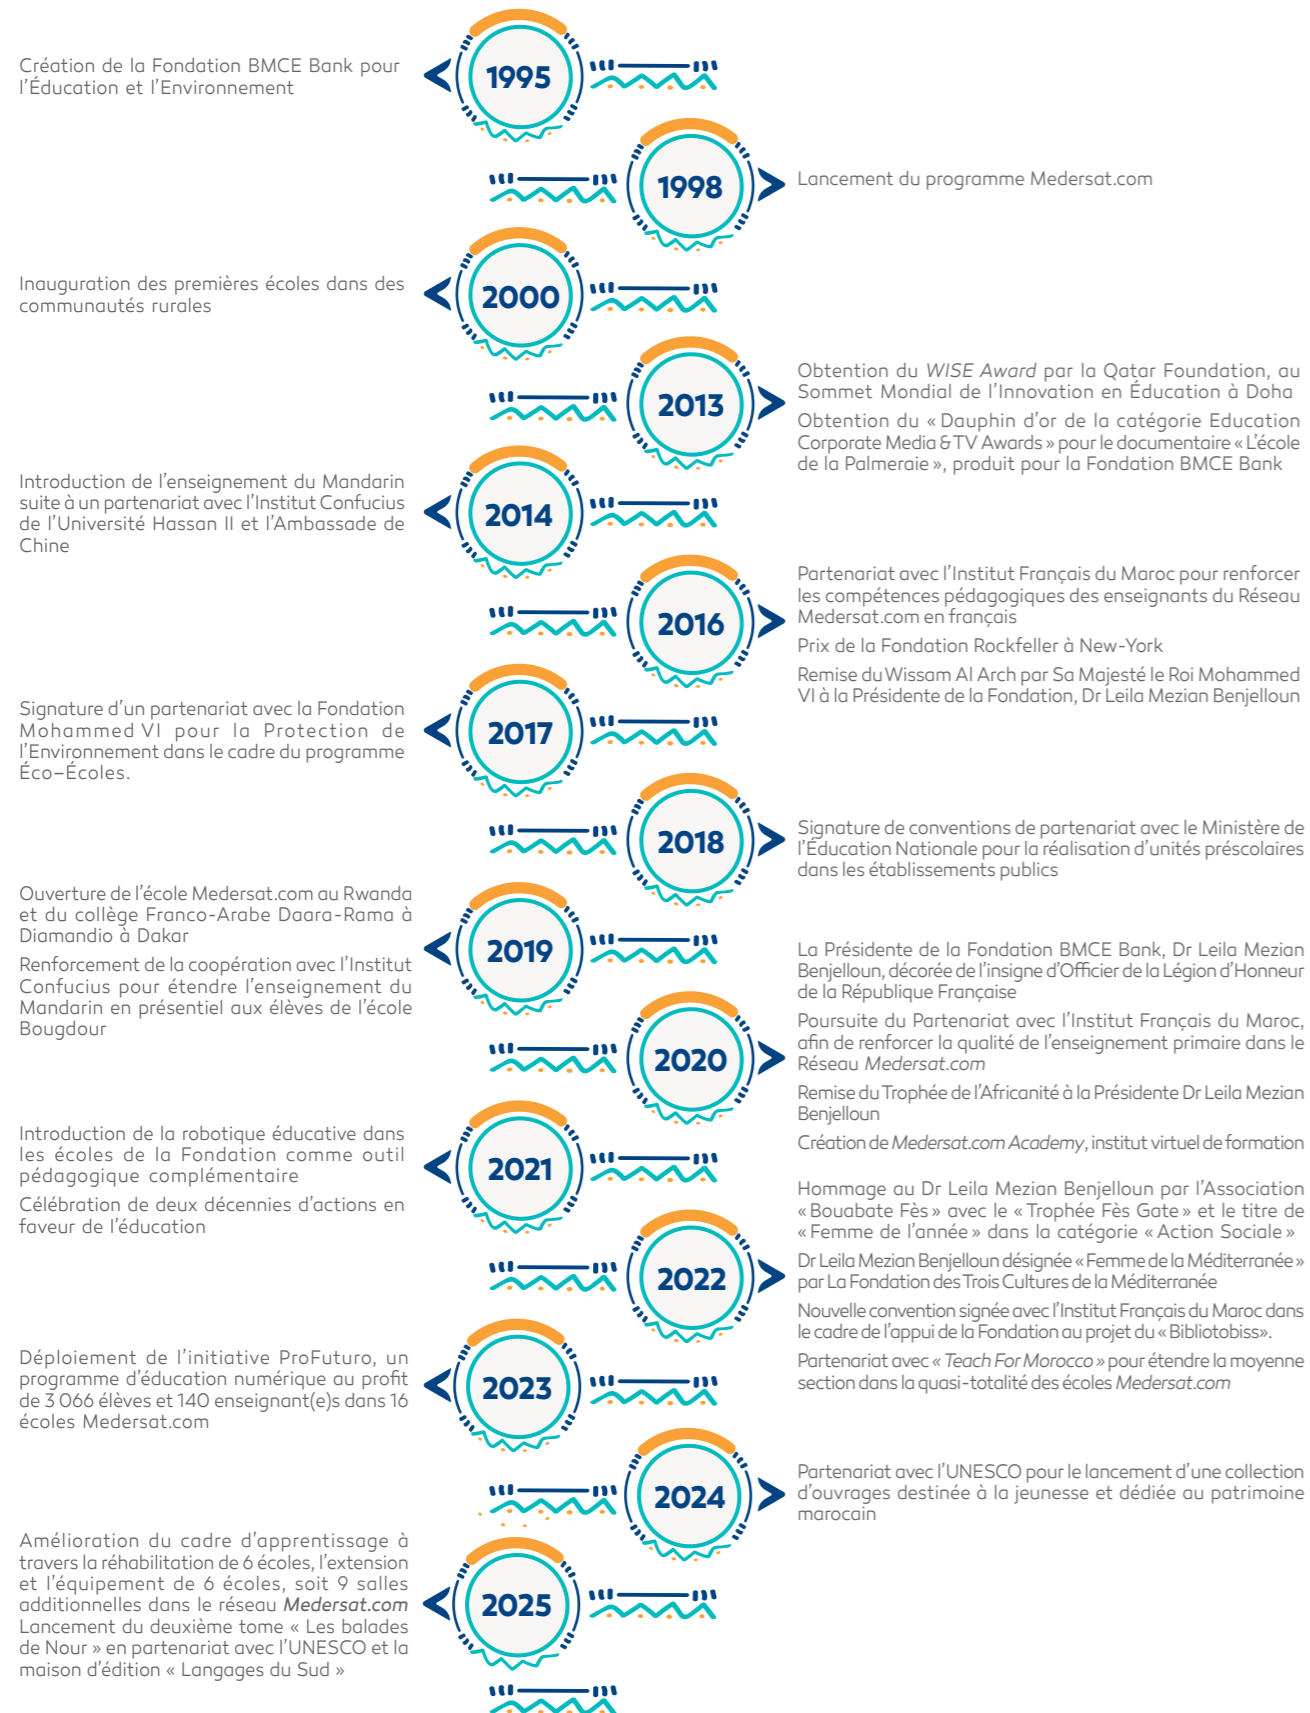 Création de la Fondation BMCE Bank pour
l'Éducation et l'Environnement
1995
1998
Lancement du programme Medersat.com
Inauguration des premières écoles dans des
communautés rurales
2000
2013
Obtention du WISE Award par la Qatar Foundation, au
Sommet Mondial de l'Innovation en Éducation à Doha
Obtention du « Dauphin d'or de la catégorie Education
Corporate Media & TV Awards » pour le documentaire « L'école
de la Palmeraie », produit pour la Fondation BMCE Bank
Introduction de l'enseignement du Mandarin
suite à un partenariat avec l'Institut Confucius
de l'Université Hassan II et l'Ambassade de
Chine
2014
2016
Partenariat avec l'Institut Français du Maroc pour renforcer
les compétences pédagogiques des enseignants du Réseau
Medersat.com en français
Prix de la Fondation Rockfeller à New-York
Remise du Wissam Al Arch par Sa Majesté le Roi Mohammed
VI à la Présidente de la Fondation, Dr Leila Mezian Benjelloun
Signature d'un partenariat avec la Fondation
Mohammed VI pour la Protection de
l'Environnement dans le cadre du programme
Éco–Écoles.
2017
2018
Signature de conventions de partenariat avec le Ministère de
l'Éducation Nationale pour la réalisation d'unités préscolaires
dans les établissements publics
Ouverture de l'école Medersat.com au Rwanda
et du collège Franco-Arabe Daara-Rama à
Diamandio à Dakar
Renforcement de la coopération avec l'Institut
Confucius pour étendre l'enseignement du
Mandarin en présentiel aux élèves de l'école
Bougdour
2019
2020
La Présidente de la Fondation BMCE Bank, Dr Leila Mezian
Benjelloun, décorée de l'insigne d'Officier de la Légion d'Honneur
de la République Française
Poursuite du Partenariat avec l'Institut Français du Maroc,
afin de renforcer la qualité de l'enseignement primaire dans le
Réseau Medersat.com
Remise du Trophée de l'Africanité à la Présidente Dr Leila Mezian
Benjelloun
Création de Medersat.com Academy, institut virtuel de formation
Introduction de la robotique éducative dans
les écoles de la Fondation comme outil
pédagogique complémentaire
Célébration de deux décennies d'actions en
faveur de l'éducation
2021
2022
Hommage au Dr Leila Mezian Benjelloun par l'Association
« Bouabate Fès » avec le « Trophée Fès Gate » et le titre de
« Femme de l'année » dans la catégorie « Action Sociale »
Dr Leila Mezian Benjelloun désignée « Femme de la Méditerranée »
par La Fondation des Trois Cultures de la Méditerranée
Nouvelle convention signée avec l'Institut Français du Maroc dans
le cadre de l'appui de la Fondation au projet du « Bibliotobiss».
Partenariat avec « Teach For Morocco » pour étendre la moyenne
section dans la quasi-totalité des écoles Medersat.com
Déploiement de l'initiative ProFuturo, un
programme d'éducation numérique au profit
de 3 066 élèves et 140 enseignant(e)s dans 16
écoles Medersat.com
2023
2024
Partenariat avec l'UNESCO pour le lancement d'une collection
d'ouvrages destinée à la jeunesse et dédiée au patrimoine
marocain
Amélioration du cadre d'apprentissage à
travers la réhabilitation de 6 écoles, l'extension
et l'équipement de 6 écoles, soit 9 salles
additionnelles dans le réseau Medersat.com
Lancement du deuxième tome « Les balades
de Nour » en partenariat avec l'UNESCO et la
maison d'édition « Langages du Sud »
2025